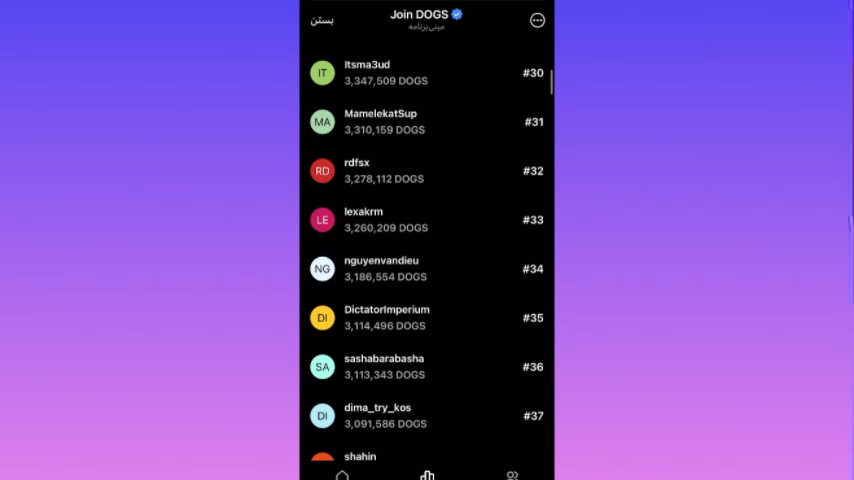 بستن
Join DOGS
مینی‌برنامه
IT
Itsma3ud
3,347,509 DOGS
#30
MA
MamelekatSup
3,310,159 DOGS
#31
RD
rdfsx
3,278,112 DOGS
#32
LE
lexakrm
3,260,209 DOGS
#33
NG
nguyenvandieu
3,186,554 DOGS
#34
DI
DictatorImperium
3,114,496 DOGS
#35
SA
sashabarabasha
3,113,343 DOGS
#36
DI
dima_try_kos
3,091,586 DOGS
#37
shahin